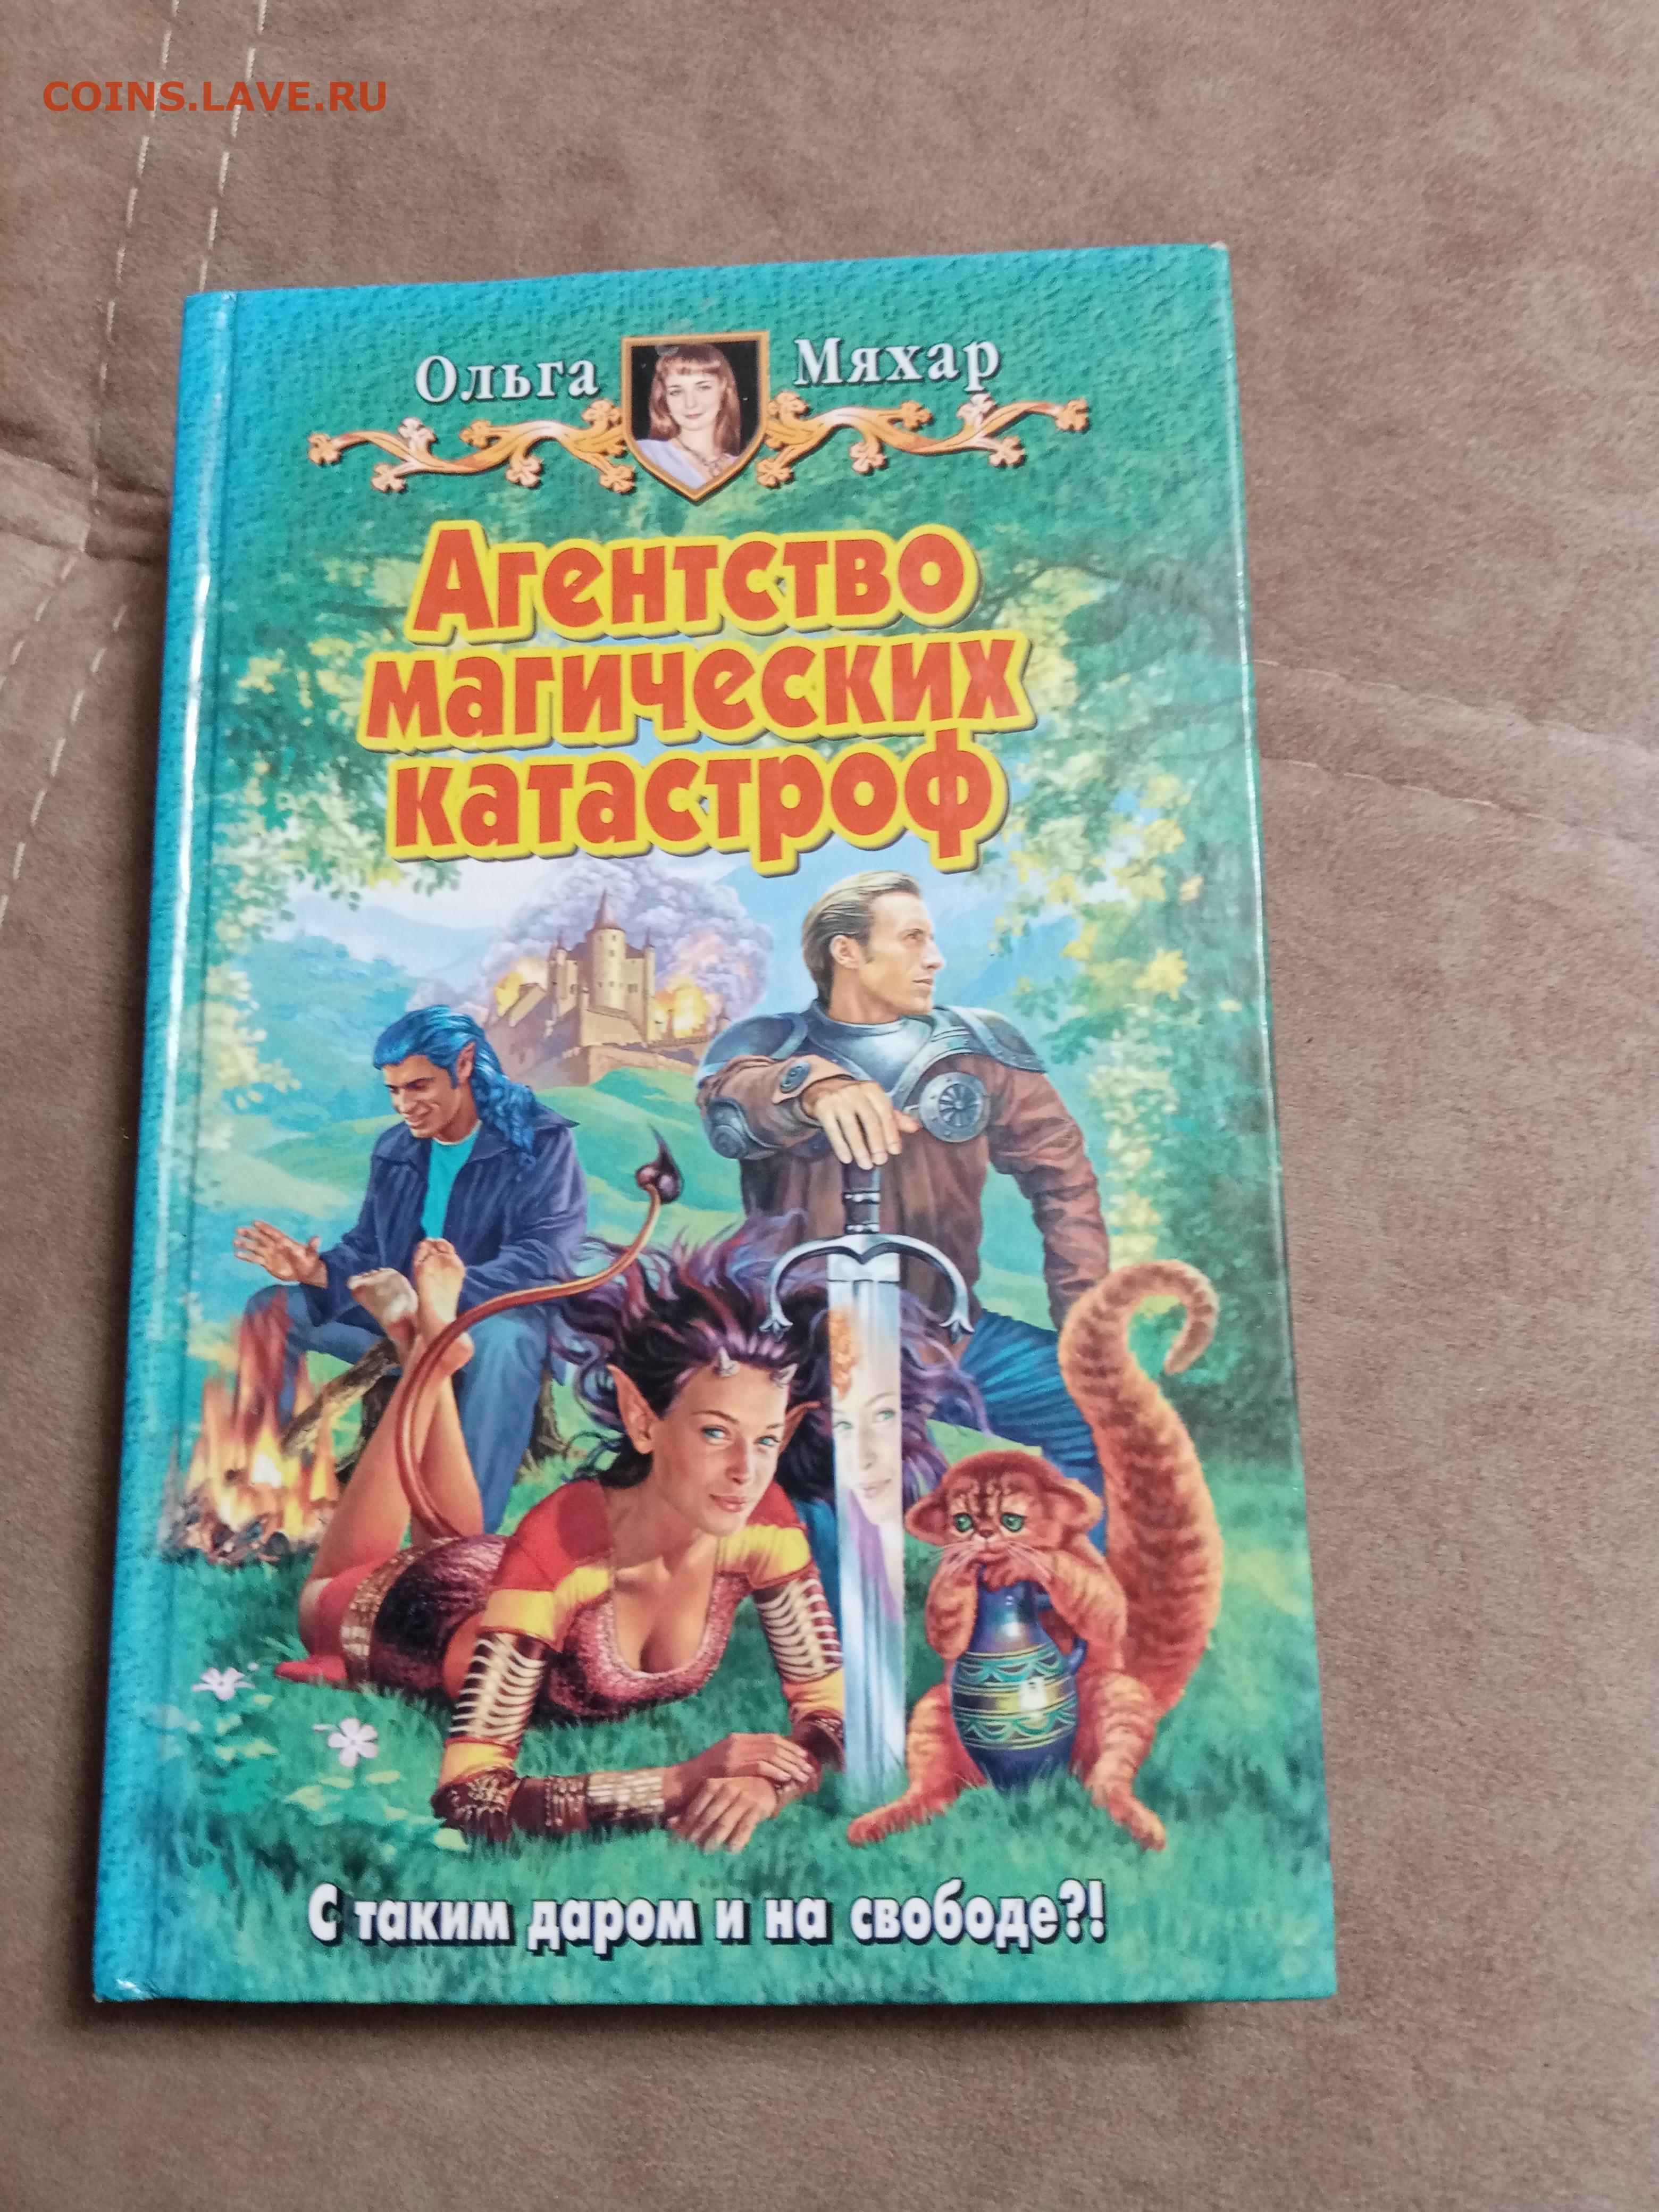 COINS.LAVE.RU
Ольга Мяхар
Агентство
магических
катастроф
С таким даром и на свободе?!